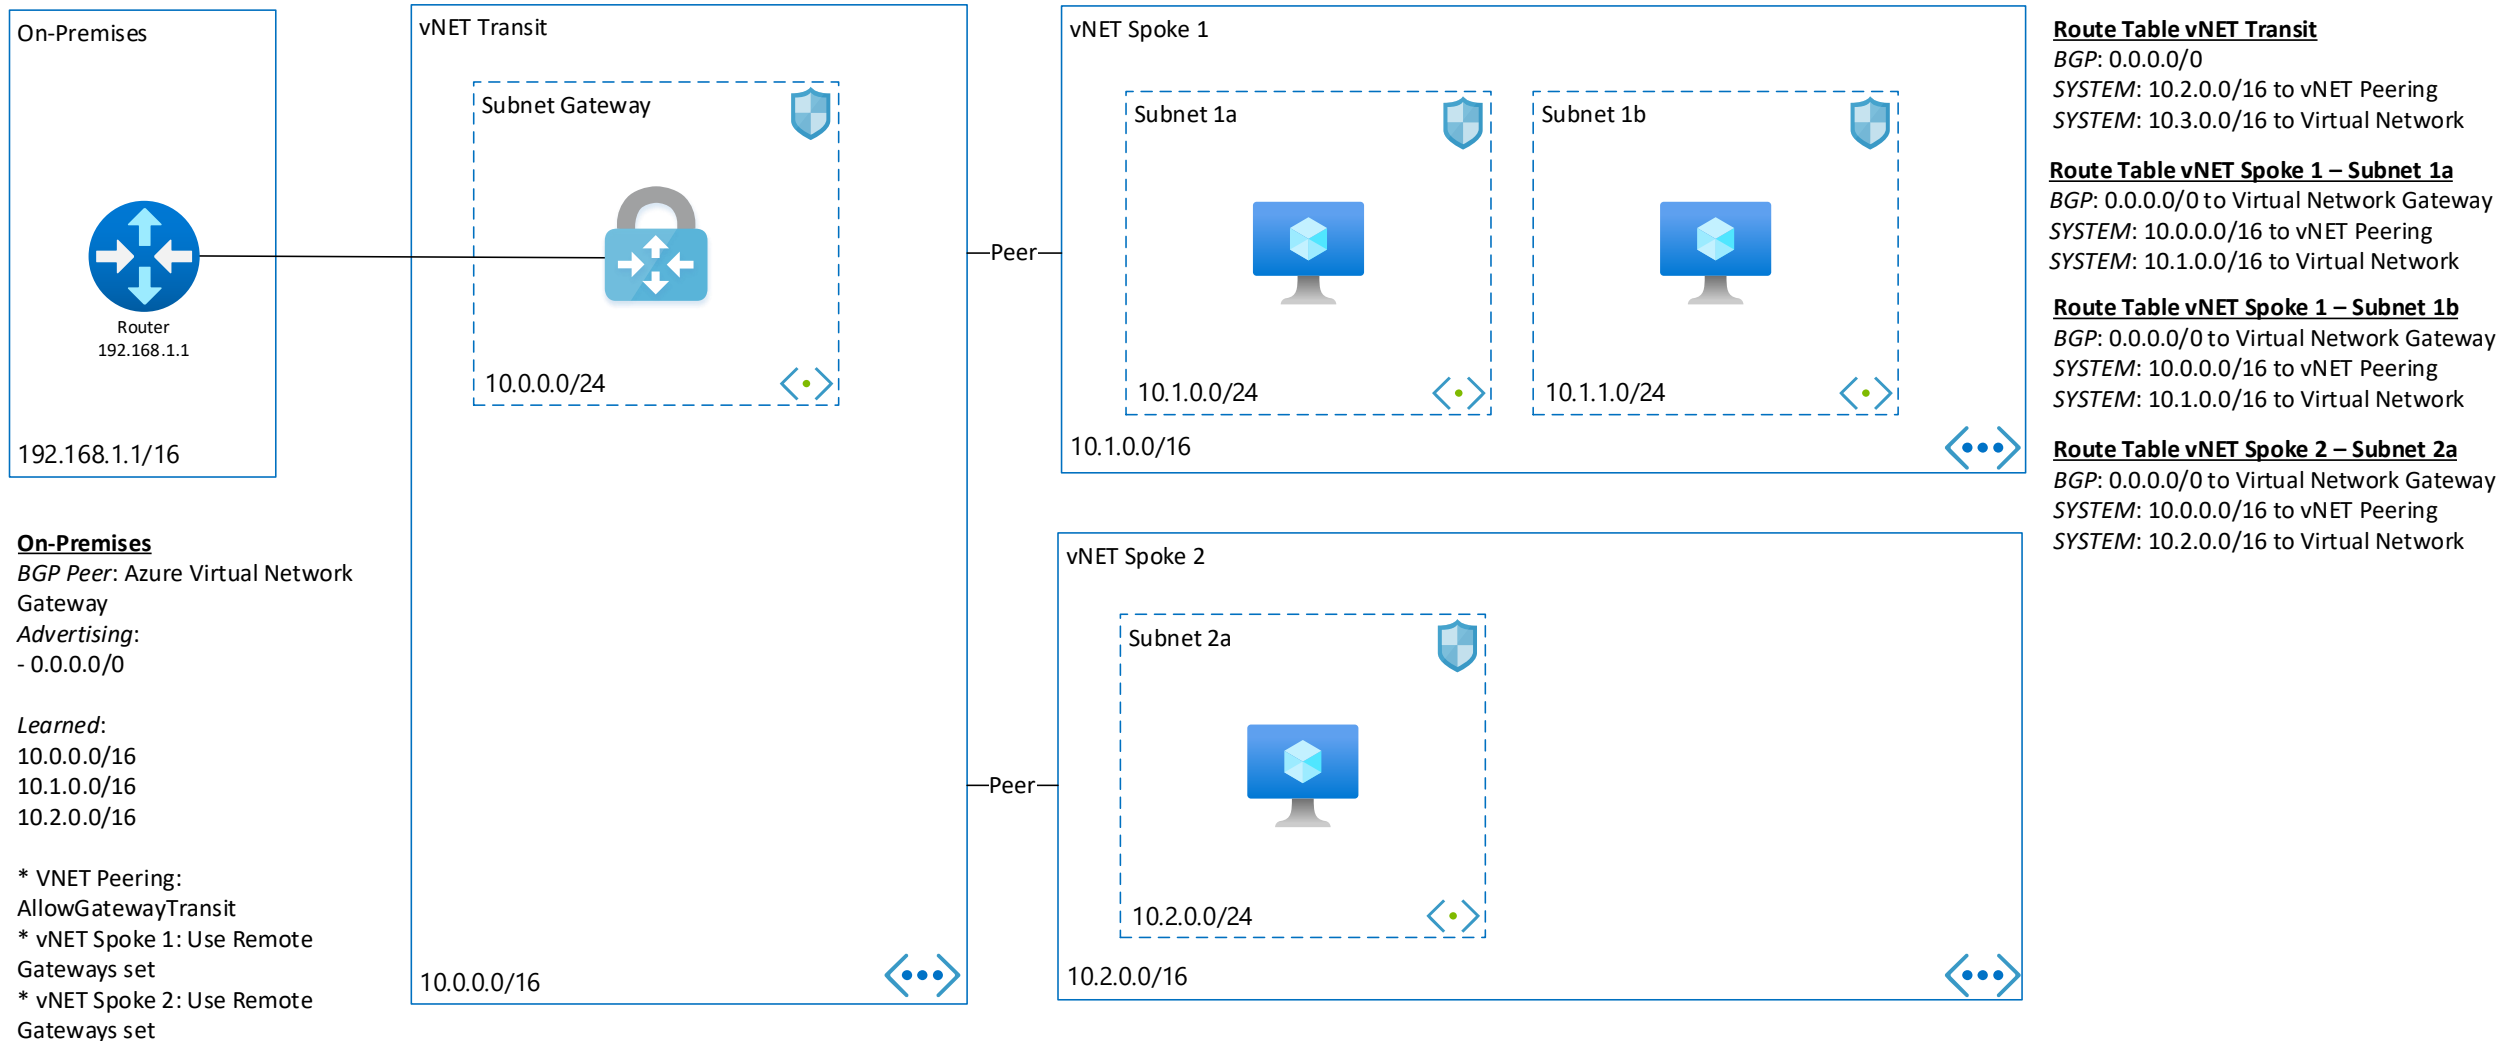 On-Premises
Router
192.168.1.1
192.168.1.1/16
On-Premises
BGP Peer: Azure Virtual Network
Gateway
Advertising:
- 0.0.0.0/0
Learned:
10.0.0.0/16
10.1.0.0/16
10.2.0.0/16
* VNET Peering:
AllowGatewayTransit
* vNET Spoke 1: Use Remote
Gateways set
* vNET Spoke 2: Use Remote
Gateways set
vNET Transit
Subnet Gateway
10.0.0.0/24
10.0.0.0/16
Peer
Peer
vNET Spoke 1
Subnet 1a
10.1.0.0/24
Subnet 1b
10.1.1.0/24
10.1.0.0/16
vNET Spoke 2
Subnet 2a
10.2.0.0/24
10.2.0.0/16
Route Table vNET Transit
BGP: 0.0.0.0/0
SYSTEM: 10.2.0.0/16 to vNET Peering
SYSTEM: 10.3.0.0/16 to Virtual Network
Route Table vNET Spoke 1 – Subnet 1a
BGP: 0.0.0.0/0 to Virtual Network Gateway
SYSTEM: 10.0.0.0/16 to vNET Peering
SYSTEM: 10.1.0.0/16 to Virtual Network
Route Table vNET Spoke 1 – Subnet 1b
BGP: 0.0.0.0/0 to Virtual Network Gateway
SYSTEM: 10.0.0.0/16 to vNET Peering
SYSTEM: 10.1.0.0/16 to Virtual Network
Route Table vNET Spoke 2 – Subnet 2a
BGP: 0.0.0.0/0 to Virtual Network Gateway
SYSTEM: 10.0.0.0/16 to vNET Peering
SYSTEM: 10.2.0.0/16 to Virtual Network